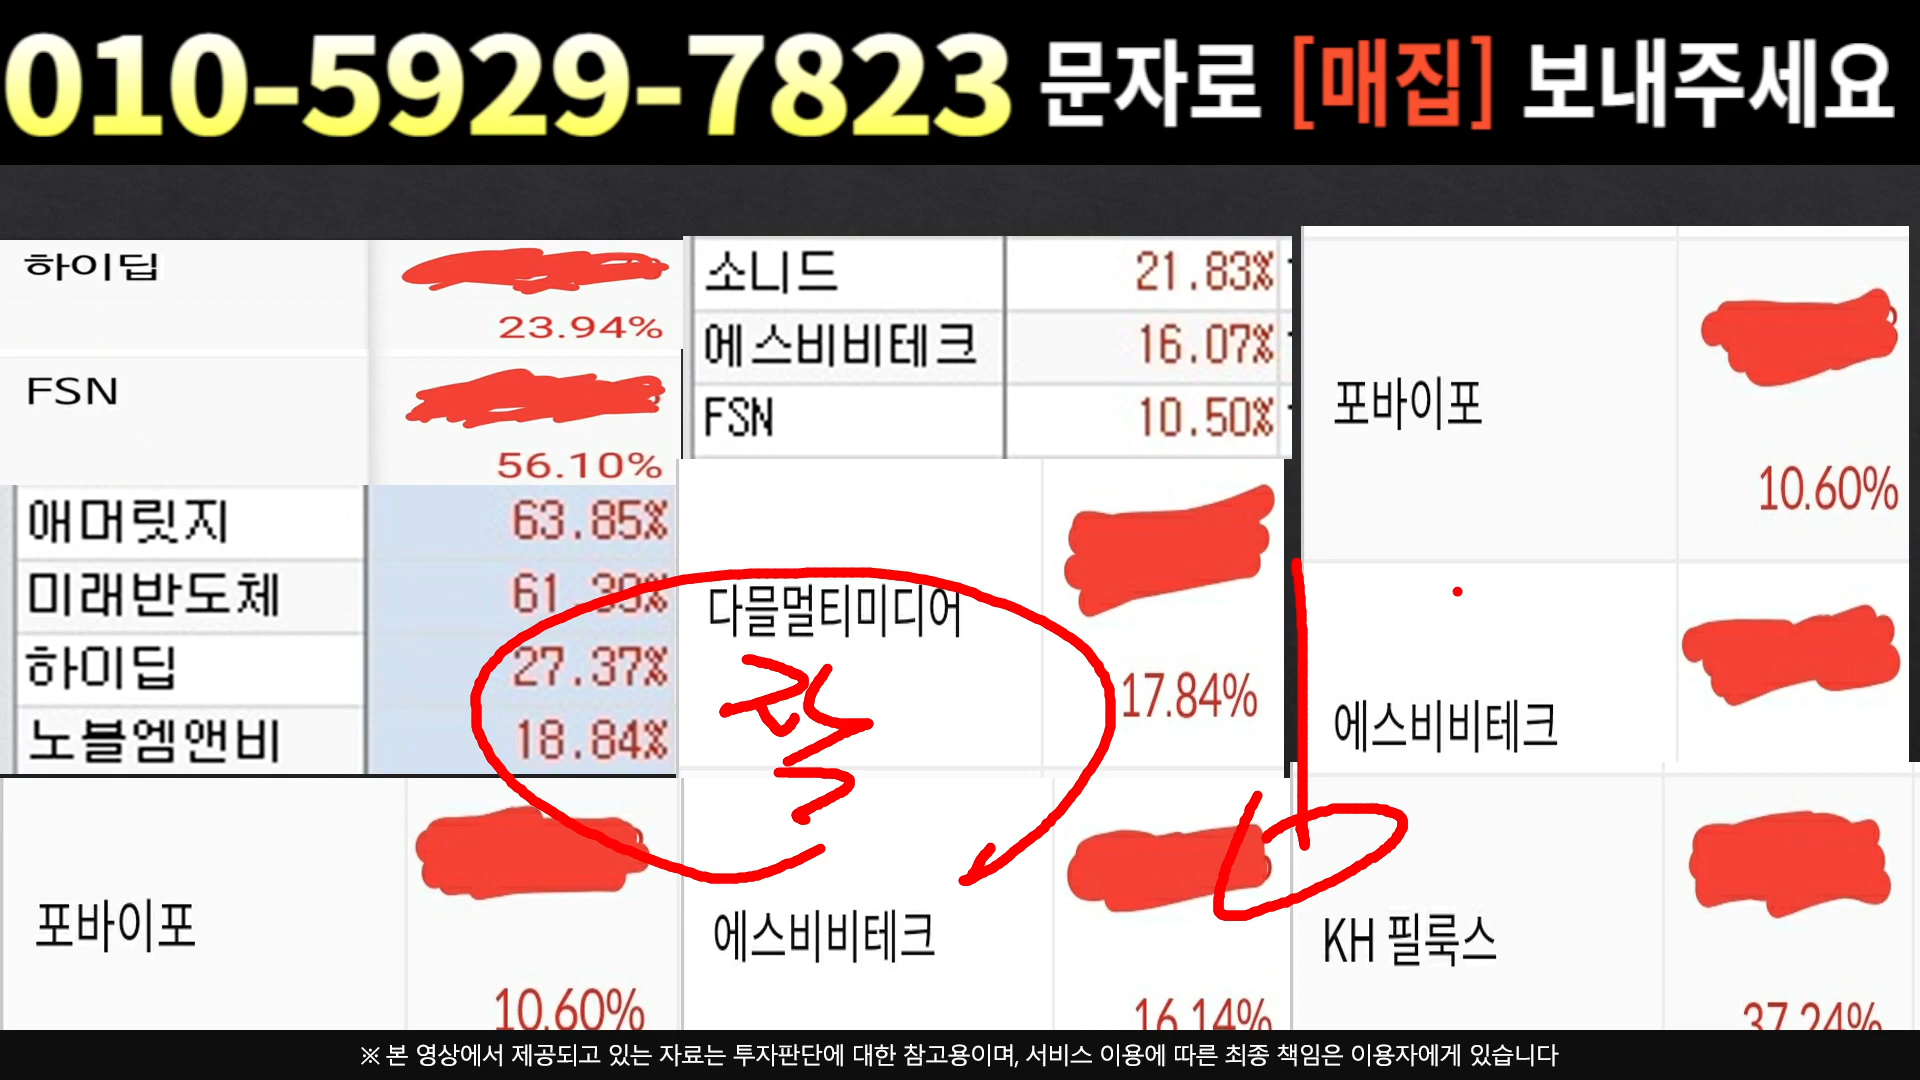 010-5929-7823 문자로 [매집] 보내주세요
하이딥
23.94%
FSN
56.10%
애머릿지 63.85%
미래반도체 61.39%
하이딥 27.37%
노블엠앤비 18.84%
소니드 21.83%
에스비비테크 16.07%
FSN 10.50%
다믈멀티미디어
17.84%
포바이포
10.60%
에스비비테크
포바이포
10.60%
에스비비테크
16.14%
KH 필룩스
37.24%
※ 본 영상에서 제공되고 있는 자료는 투자판단에 대한 참고용이며, 서비스 이용에 따른 최종 책임은 이용자에게 있습니다